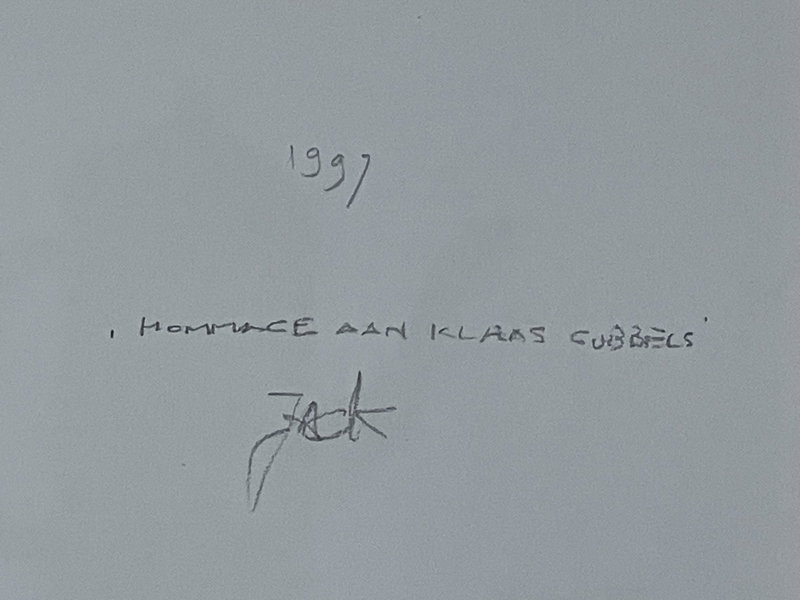 1997
, HOMMAGE AAN KLAAS GUBBELS '
Jack